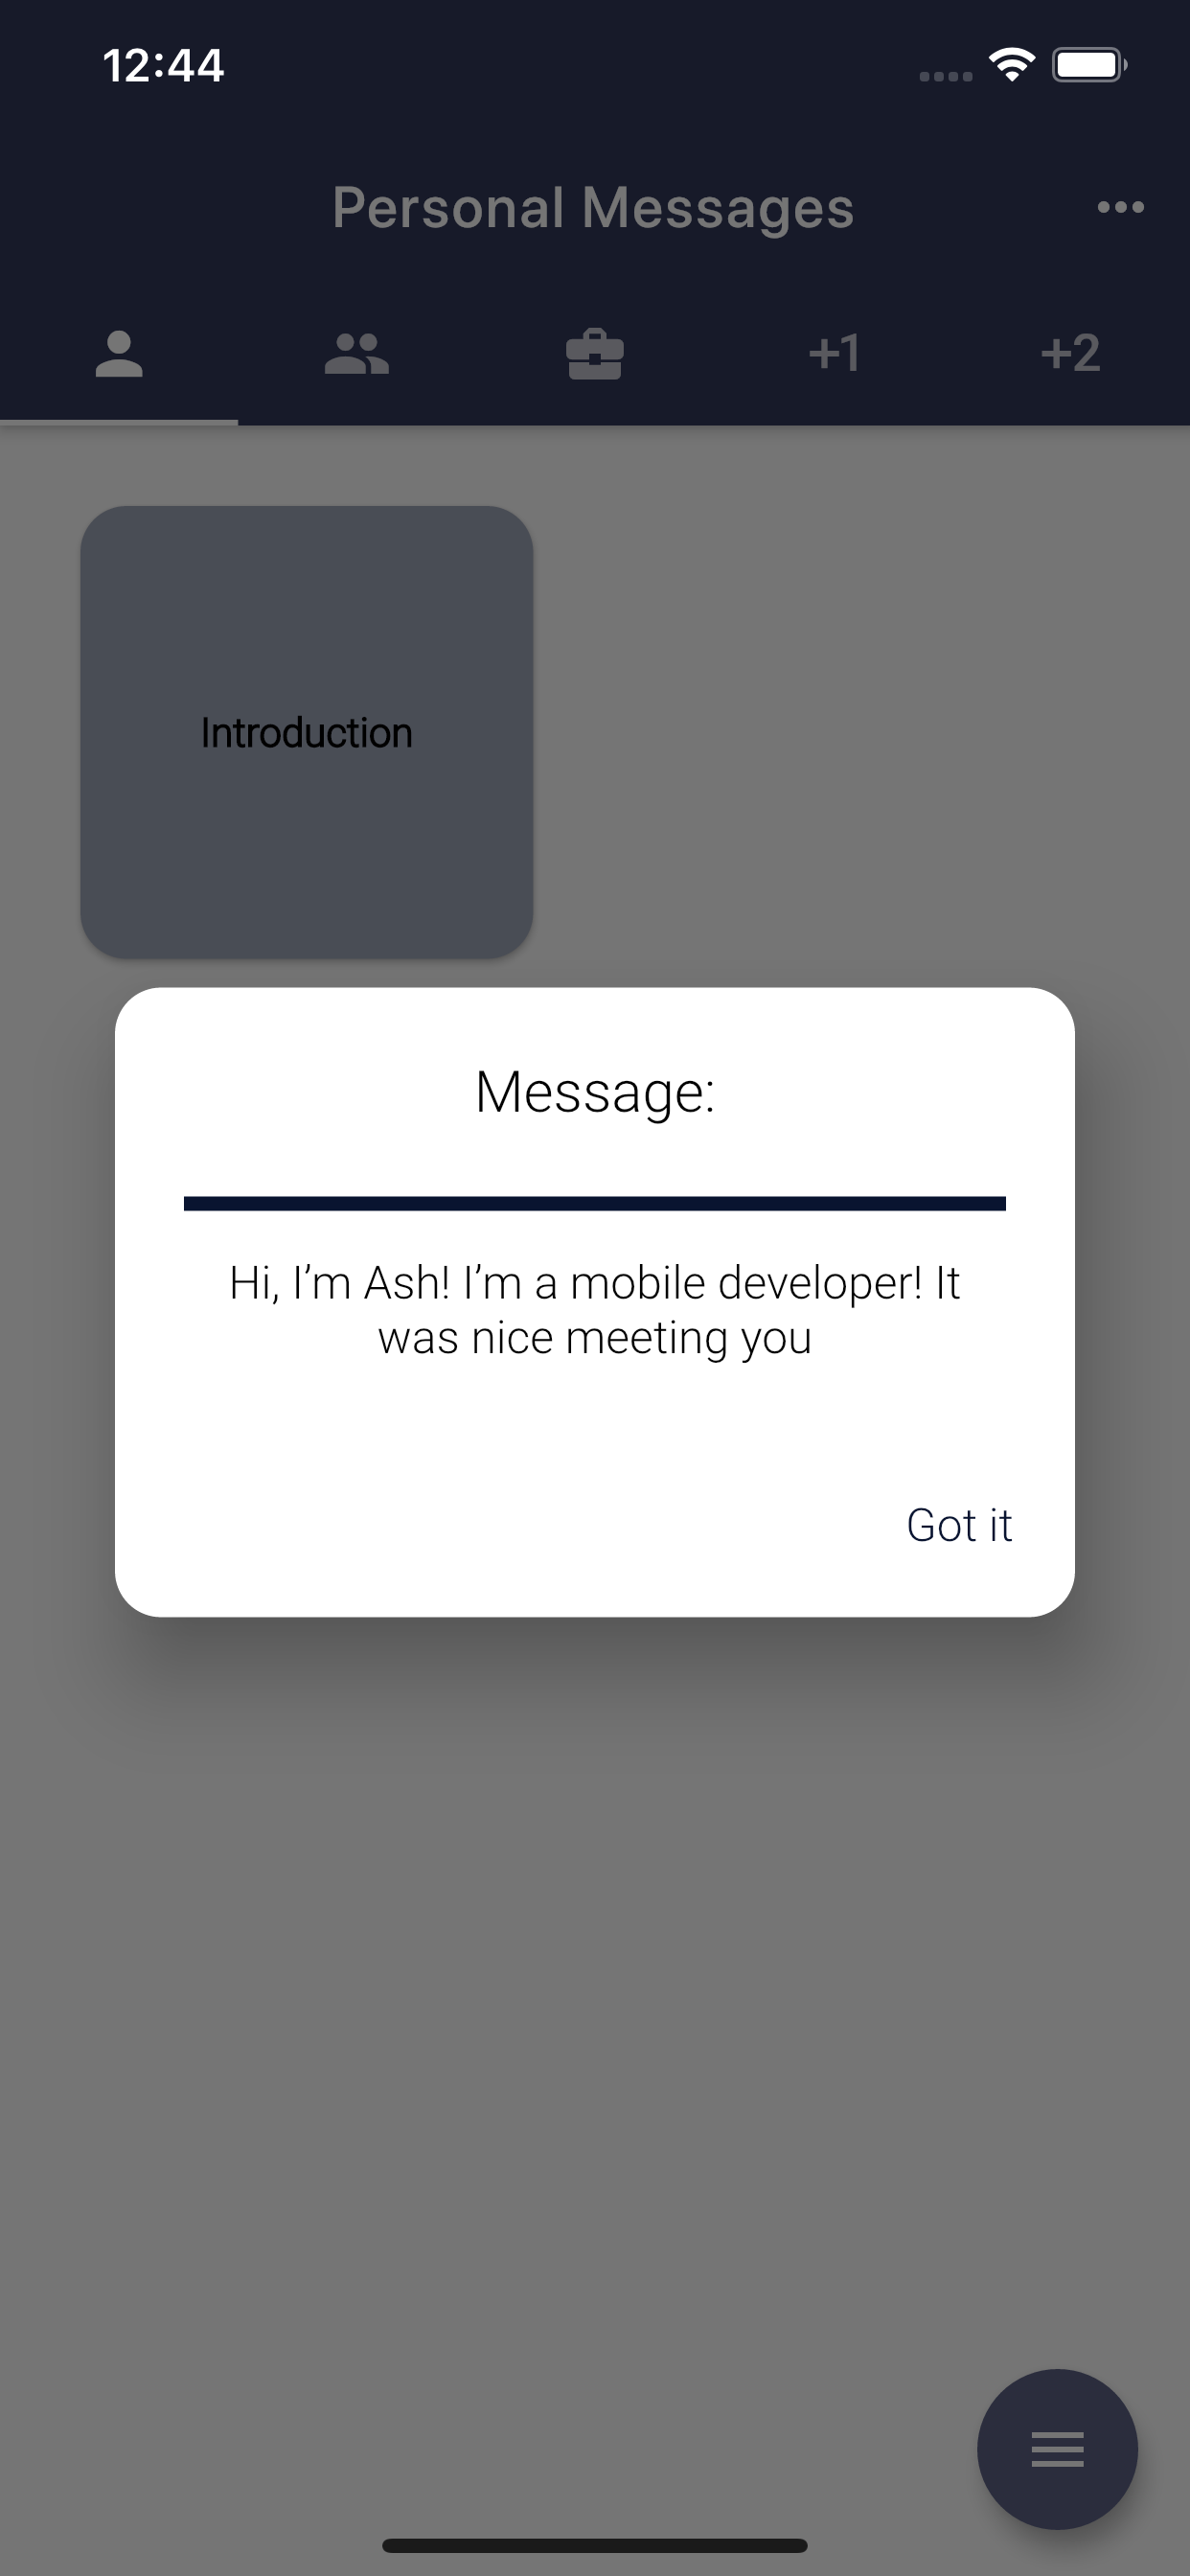 12:44
Personal Messages
+1
+2
Introduction
Message:
Hi, I’m Ash! I’m a mobile developer! It
was nice meeting you
Got it